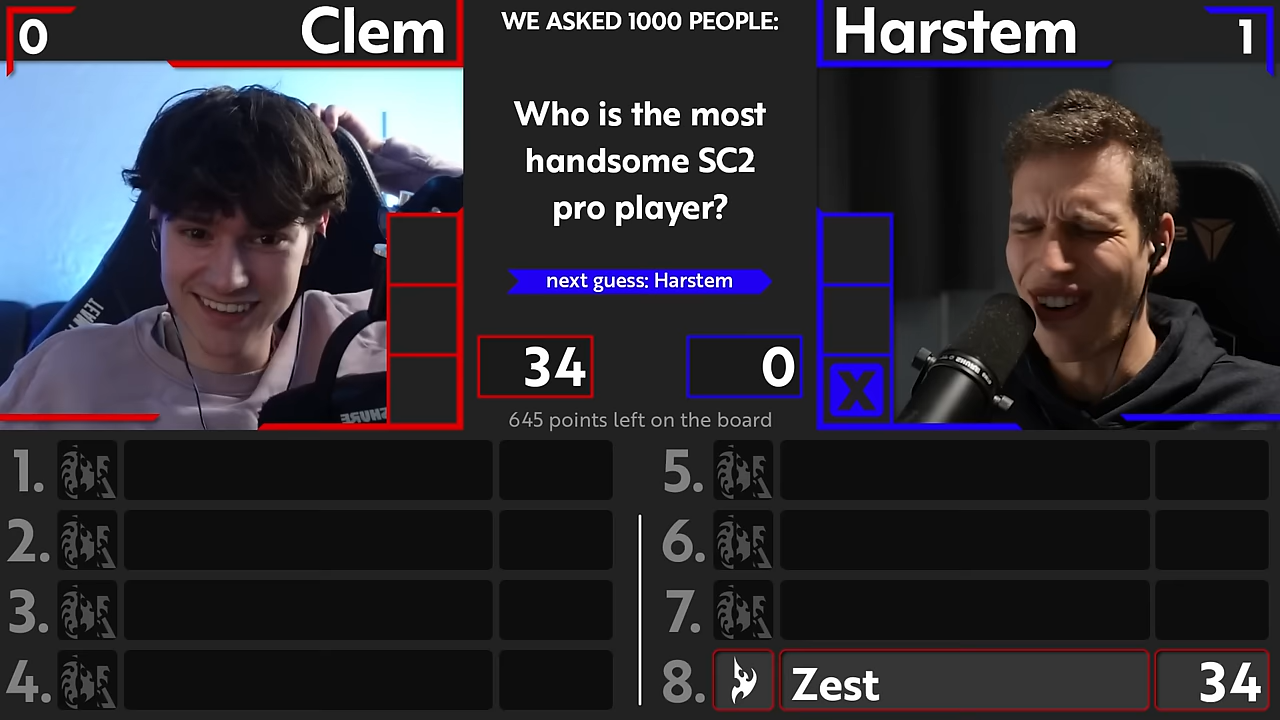 0
Clem
WE ASKED 1000 PEOPLE:
Harstem
1
Who is the most
handsome SC2
pro player?
next guess: Harstem
X
34
0
645 points left on the board
1.
2.
3.
4.
5.
6.
7.
8.
Zest
34
SHURE